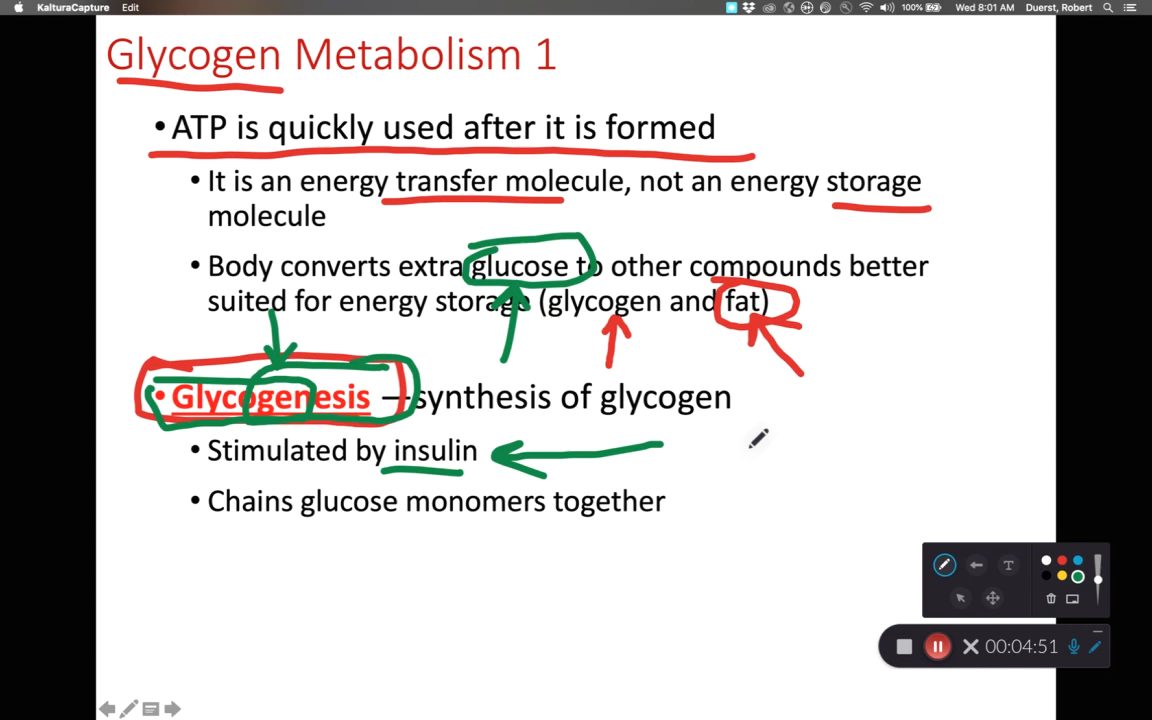 KalturaCapture Edit 100% Wed 8:01 AM Duerst, Robert
Glycogen Metabolism 1
• ATP is quickly used after it is formed
• It is an energy transfer molecule, not an energy storage
molecule
• Body converts extra glucose to other compounds better
suited for energy storage (glycogen and fat)
• Glycogenesis – synthesis of glycogen
• Stimulated by insulin
• Chains glucose monomers together
T
00:04:51